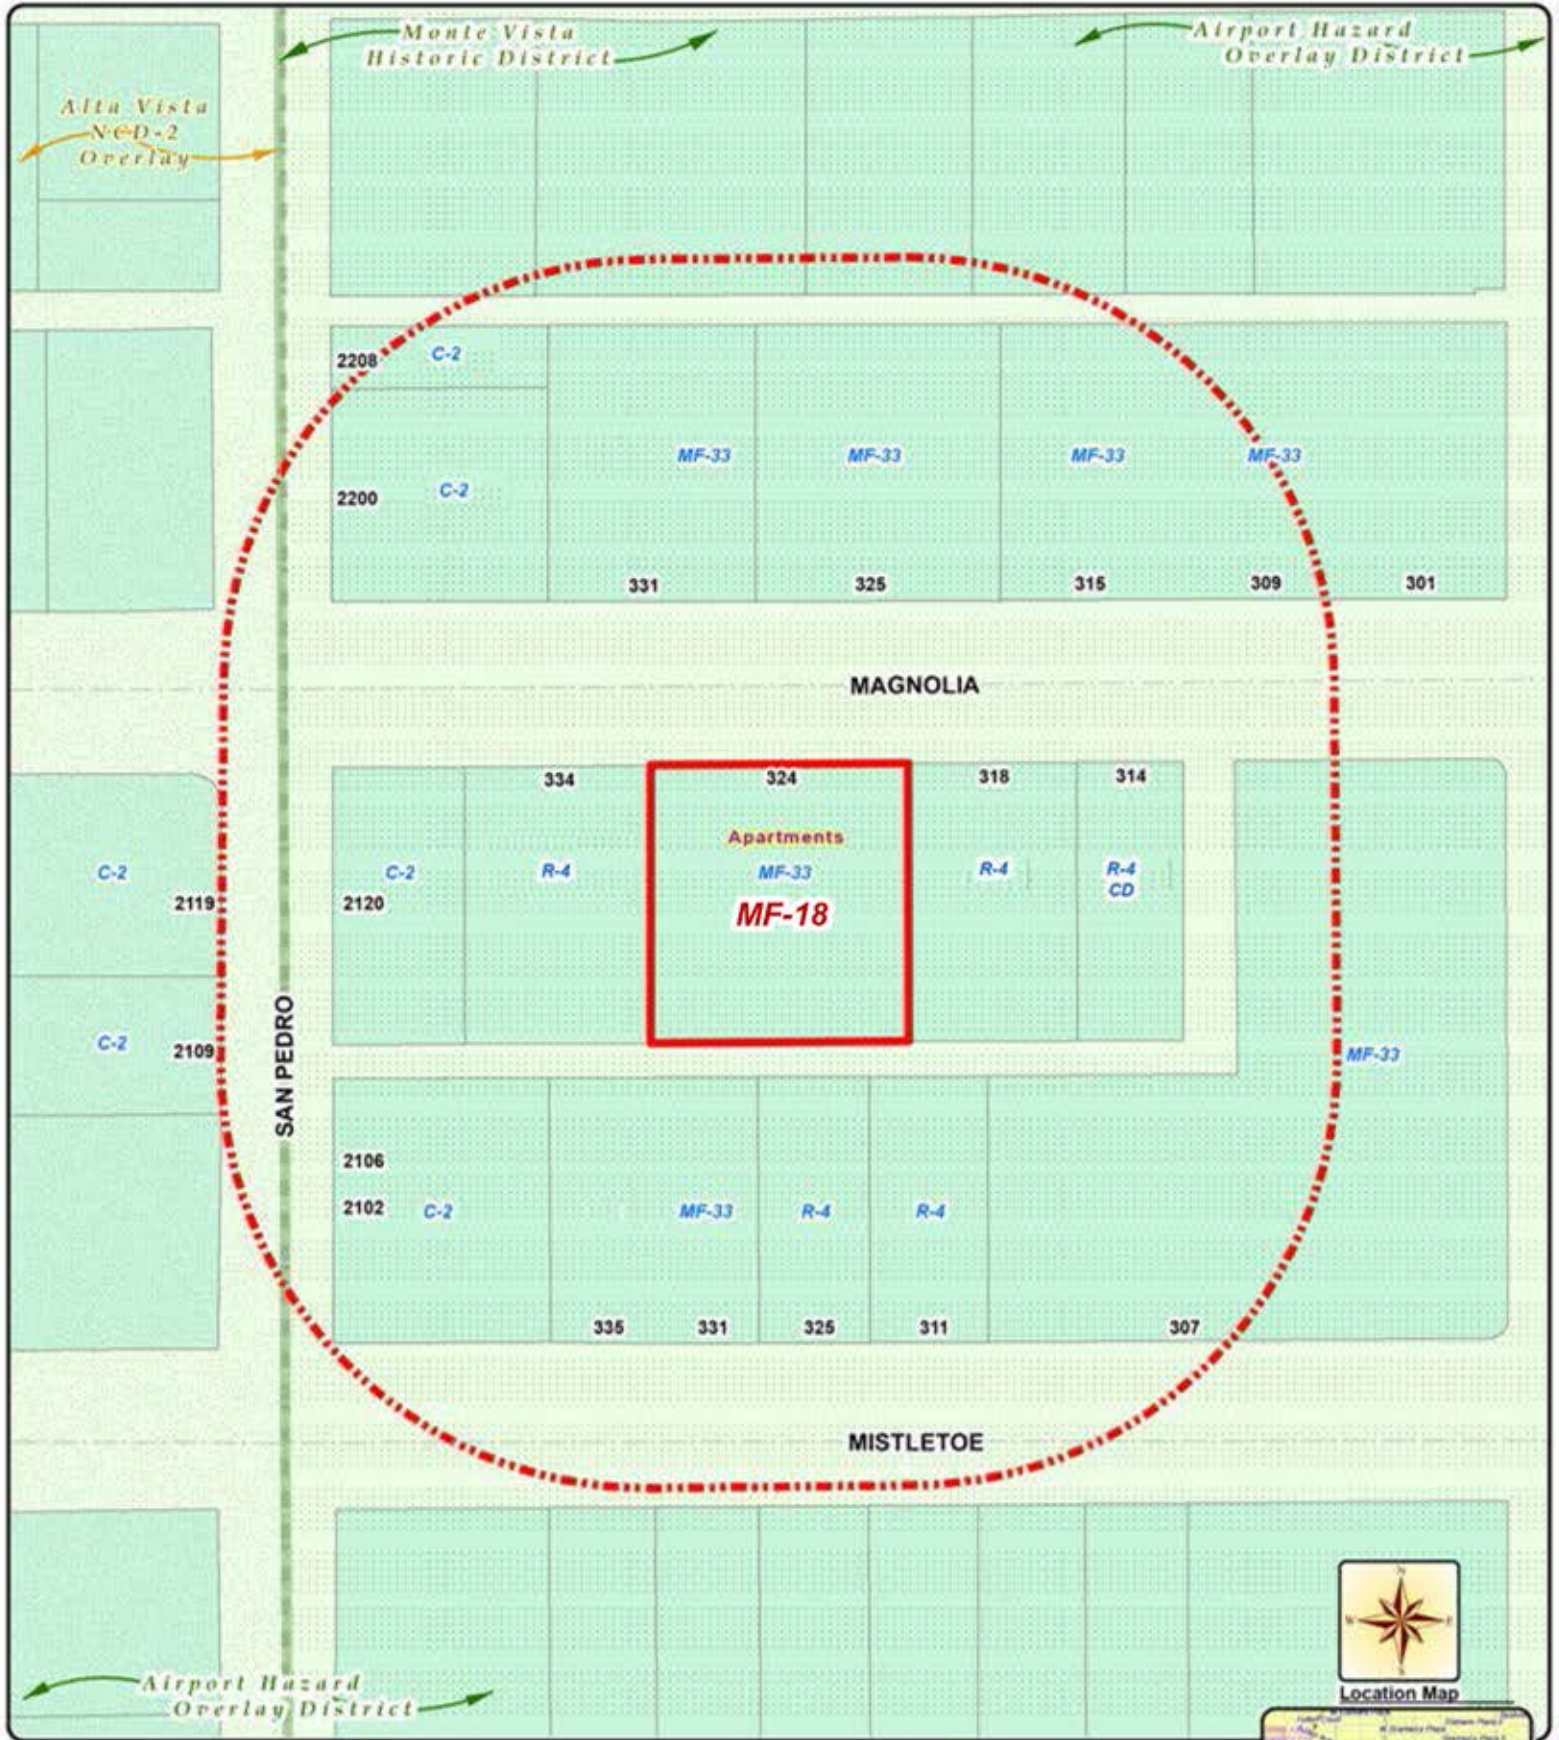 Monte Vista
Historic District
Airport Hazard
Overlay District
Alta Vista
NCD-2
Overlay
2208
C-2
2200
C-2
MF-33
MF-33
MF-33
MF-33
331
325
315
309
301
MAGNOLIA
334
324
318
314
Apartments
C-2
C-2
R-4
MF-33
R-4
R-4
CD
2119
2120
MF-18
C-2
2109
SAN PEDRO
MF-33
2106
2102
C-2
MF-33
R-4
R-4
335
331
325
311
307
MISTLETOE
N
W
E
S
Airport Hazard
Overlay District
Location Map